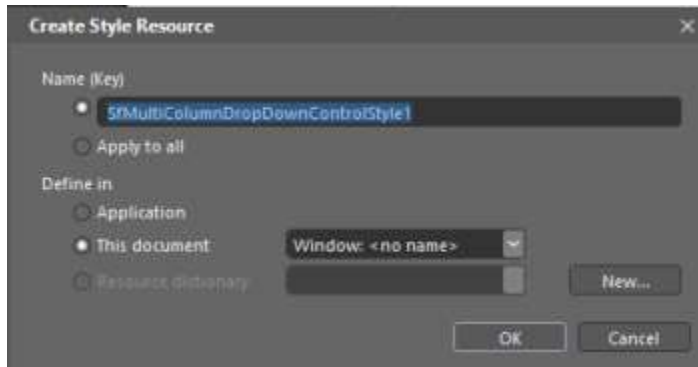 Create Style Resource
Name (Key)
SfMultiColumnDropDownControlStyle1
Apply to all
Define in
Application
This document Window: <no name>
Resource dictionary New...
OK Cancel